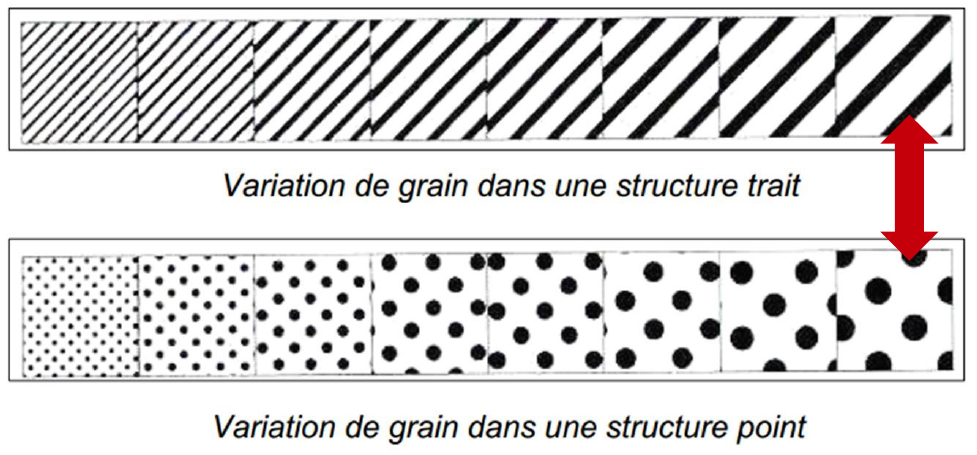 Variation de grain dans une structure trait
Variation de grain dans une structure point